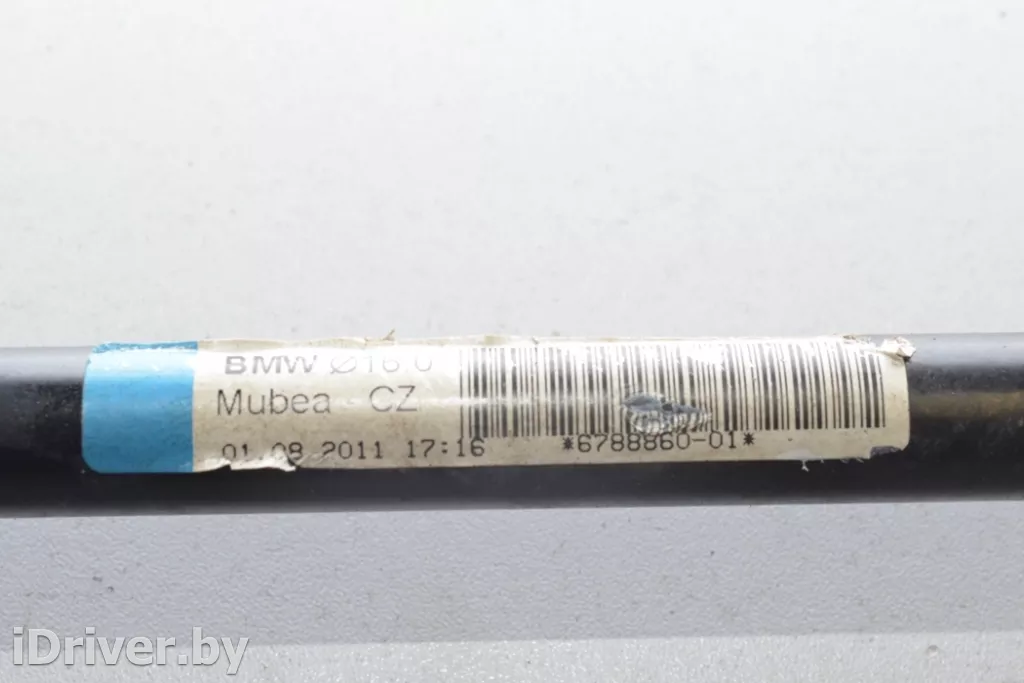 BMW Ø16.0
Mubea CZ
01.08.2011 17:16
*6788860-01*
iDriver.by